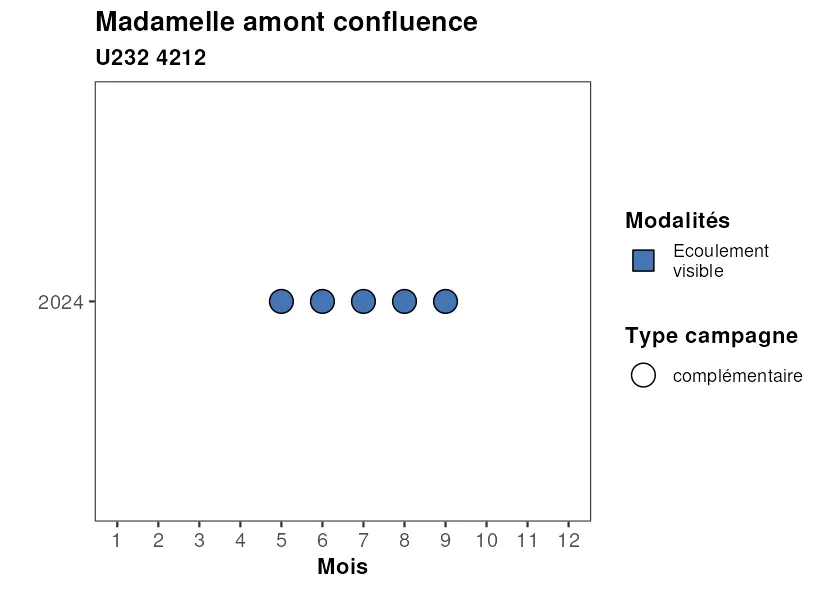 Madamelle amont confluence
U232 4212
2024
1 2 3 4 5 6 7 8 9 10 11 12
Mois
Modalités
Ecoulement
visible
Type campagne
complémentaire